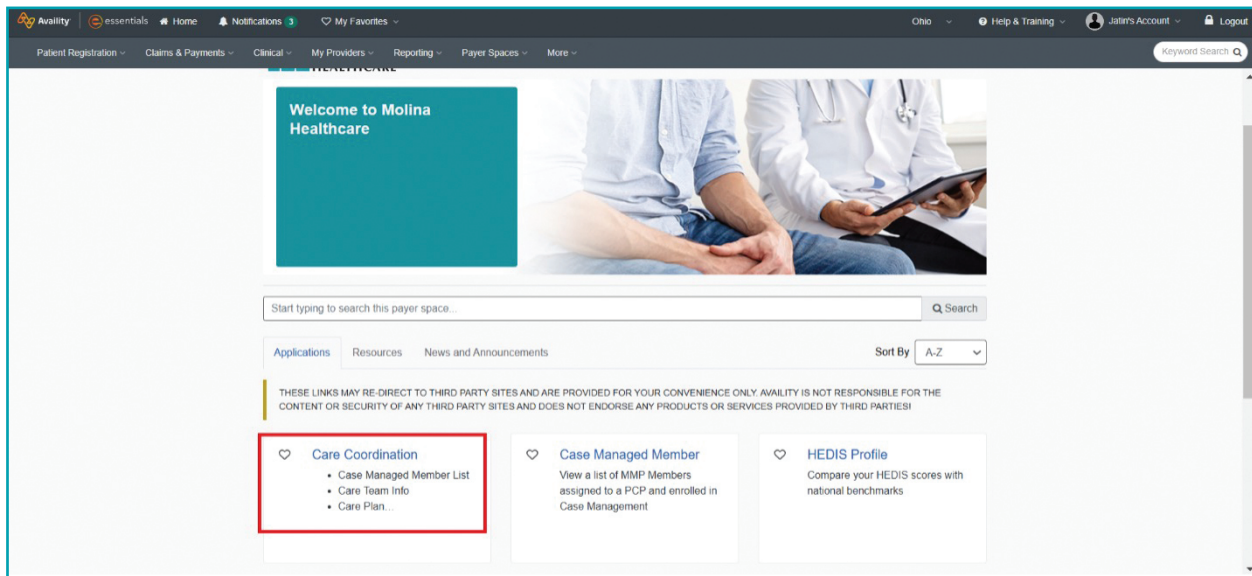 Availity essentials Home Notifications 3 My Favorites Ohio Help & Training Jatin's Account Logout
Patient Registration Claims & Payments Clinical My Providers Reporting Payer Spaces More Keyword Search
HEALTHCARE
Welcome to Molina
Healthcare
Start typing to search this payer space... Search
Applications Resources News and Announcements Sort By A-Z
THESE LINKS MAY RE-DIRECT TO THIRD PARTY SITES AND ARE PROVIDED FOR YOUR CONVENIENCE ONLY. AVAILITY IS NOT RESPONSIBLE FOR THE
CONTENT OR SECURITY OF ANY THIRD PARTY SITES AND DOES NOT ENDORSE ANY PRODUCTS OR SERVICES PROVIDED BY THIRD PARTIES!
Care Coordination
• Case Managed Member List
• Care Team Info
• Care Plan...
Case Managed Member
View a list of MMP Members
assigned to a PCP and enrolled in
Case Management
HEDIS Profile
Compare your HEDIS scores with
national benchmarks